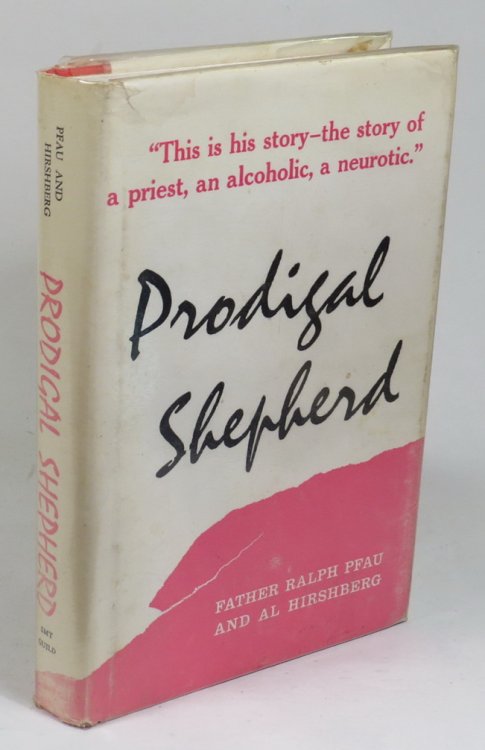 "This is his story—the story of
a priest, an alcoholic, a neurotic."
Prodigal
Shepherd
FATHER RALPH PFAU
AND AL HIRSHBERG
PFAU AND
HIRSHBERG
PRODIGAL SHEPHERD
SMT
GUILD